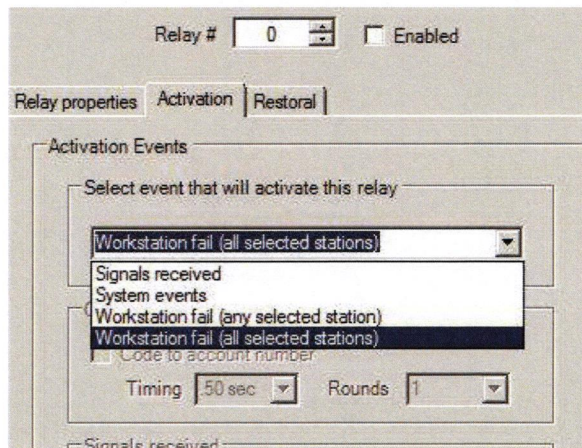 Relay # 0 Enabled
Relay properties Activation Restoral
Activation Events
Select event that will activate this relay
Workstation fail (all selected stations)
Signals received
System events
Workstation fail (any selected station)
Workstation fail (all selected stations)
Code to account number
Timing .50 sec Rounds 1
Signals received